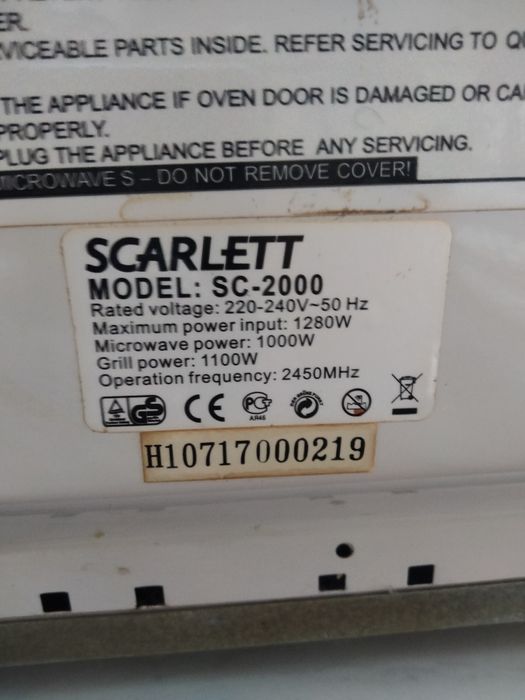 ER.
VICEABLE PARTS INSIDE. REFER SERVICING TO
THE APPLIANCE IF OVEN DOOR IS DAMAGED OR
PROPERLY.
PLUG THE APPLIANCE BEFORE ANY SERVICING.
MICROWAVES – DO NOT REMOVE COVER!
SCARLETT
MODEL: SC-2000
Rated voltage: 220-240V~50 Hz
Maximum power input: 1280W
Microwave power: 1000W
Grill power: 1100W
Operation frequency: 2450MHz
GS CE
H10717000219